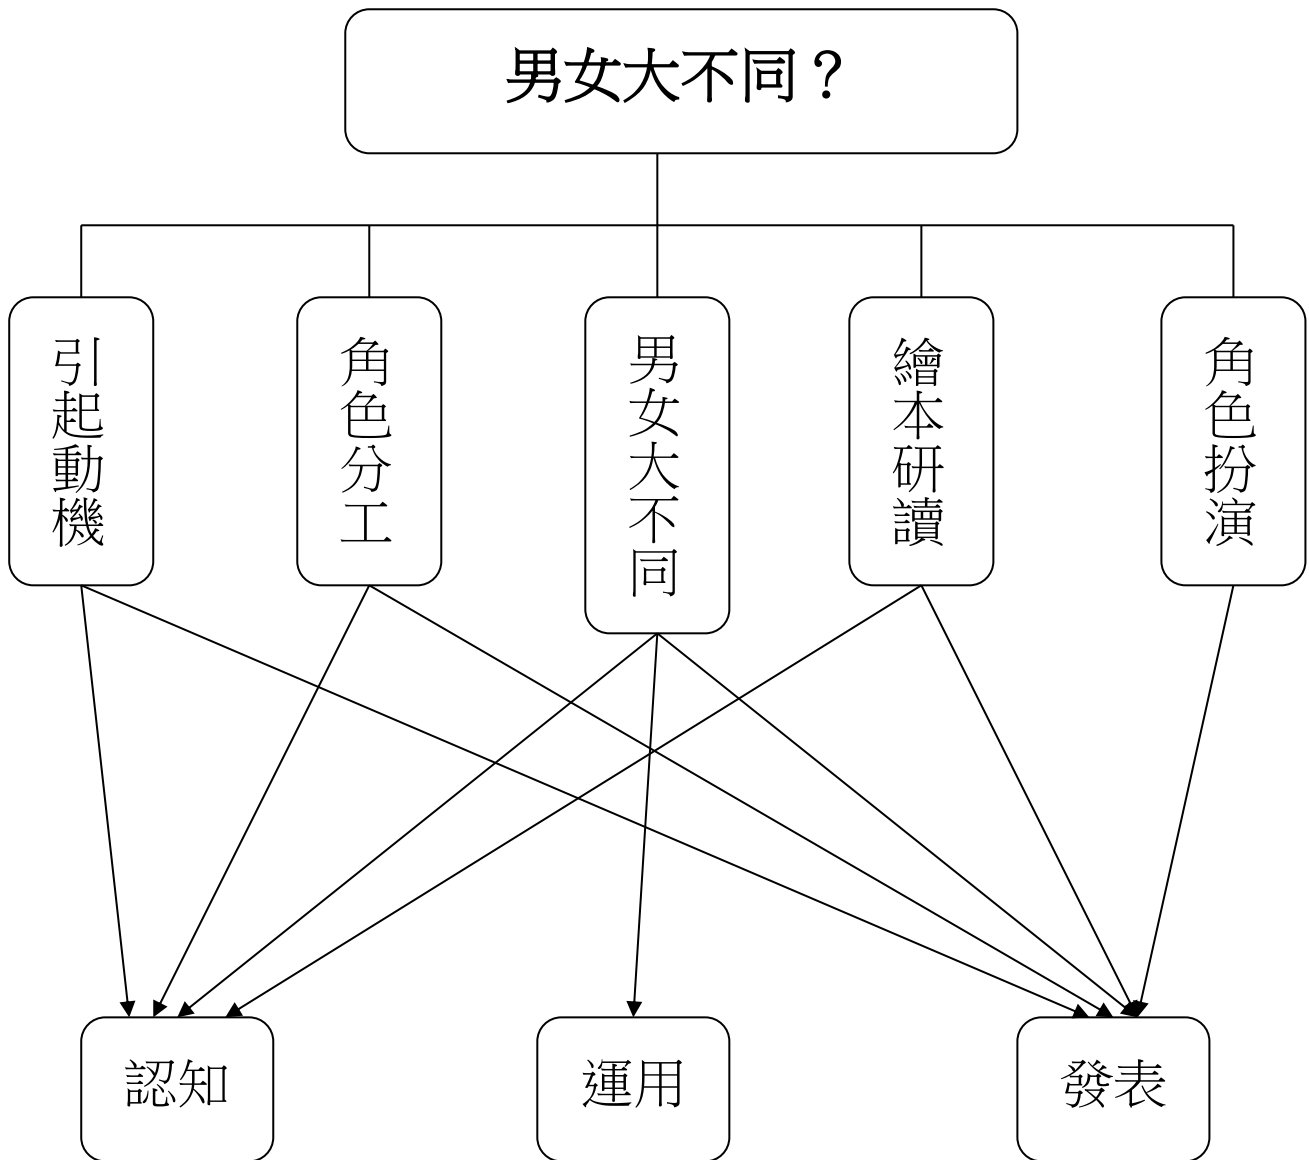 男女大不同？
引起動機
角色分工
男女大不同
繪本研讀
角色扮演
認知
運用
發表